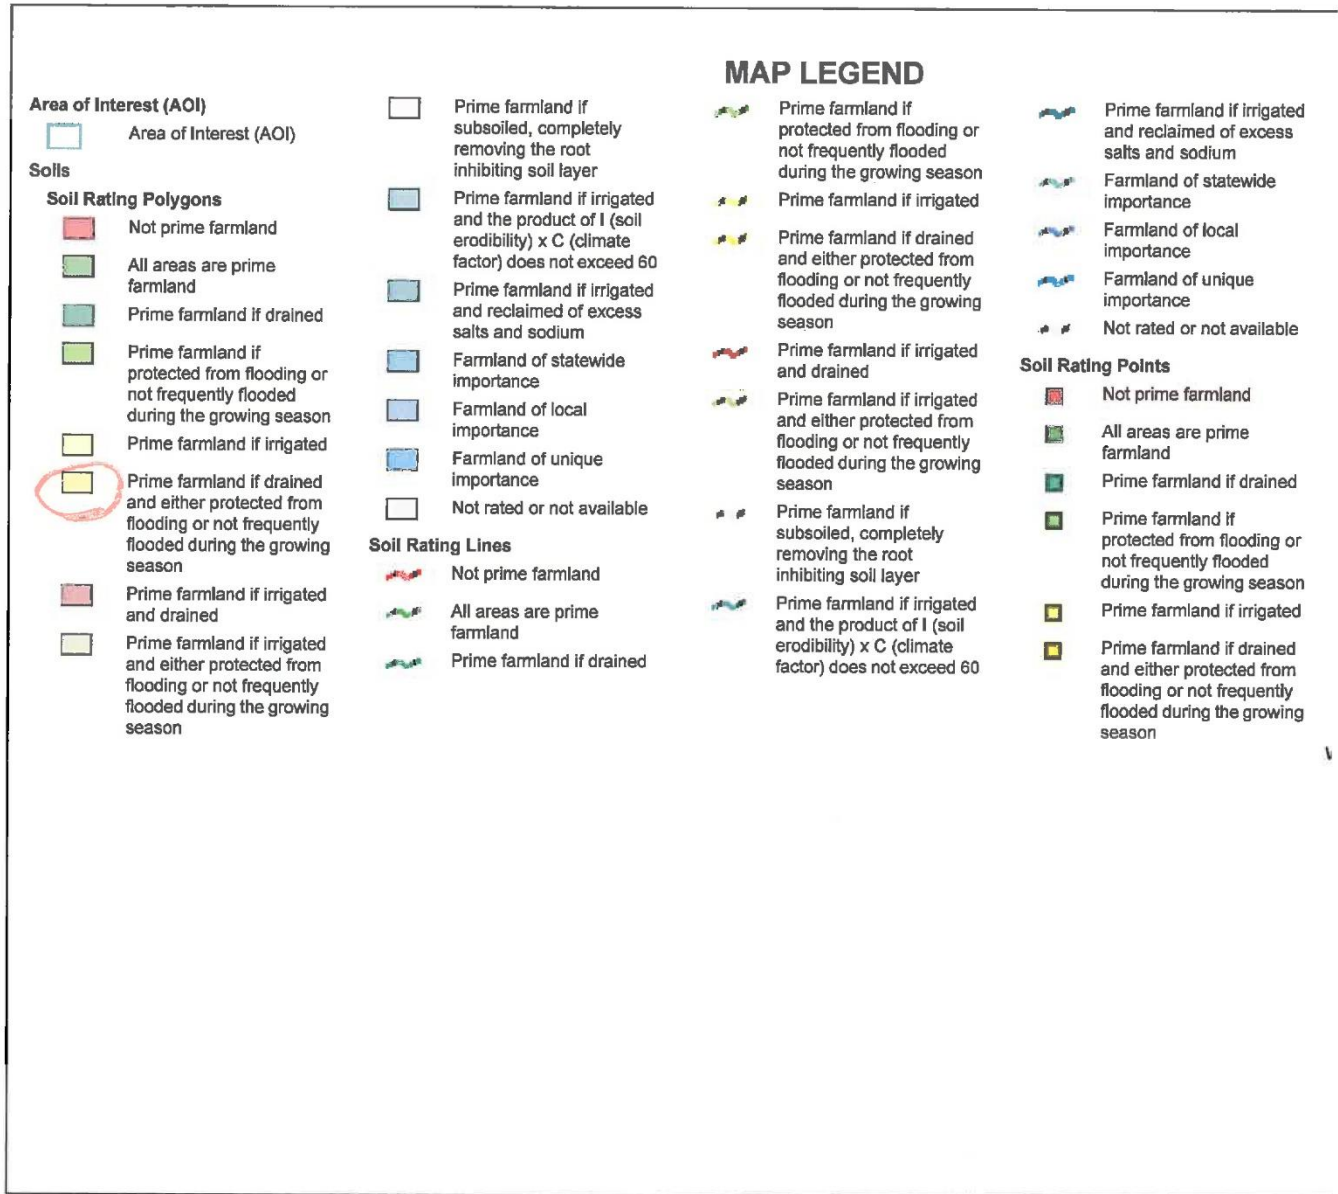 MAP LEGEND
Area of Interest (AOI)
Area of Interest (AOI)
Soils
Soil Rating Polygons
Not prime farmland
All areas are prime
farmland
Prime farmland if drained
Prime farmland if
protected from flooding or
not frequently flooded
during the growing season
Prime farmland if irrigated
Prime farmland if drained
and either protected from
flooding or not frequently
flooded during the growing
season
Prime farmland if irrigated
and drained
Prime farmland if irrigated
and either protected from
flooding or not frequently
flooded during the growing
season
Prime farmland if
subsoiled, completely
removing the root
inhibiting soil layer
Prime farmland if irrigated
and the product of I (soil
erodibility) x C (climate
factor) does not exceed 60
Prime farmland if irrigated
and reclaimed of excess
salts and sodium
Farmland of statewide
importance
Farmland of local
importance
Farmland of unique
importance
Not rated or not available
Soil Rating Lines
Not prime farmland
All areas are prime
farmland
Prime farmland if drained
Prime farmland if
protected from flooding or
not frequently flooded
during the growing season
Prime farmland if irrigated
Prime farmland if drained
and either protected from
flooding or not frequently
flooded during the growing
season
Prime farmland if irrigated
and drained
Prime farmland if irrigated
and either protected from
flooding or not frequently
flooded during the growing
season
Prime farmland if
subsoiled, completely
removing the root
inhibiting soil layer
Prime farmland if irrigated
and the product of I (soil
erodibility) x C (climate
factor) does not exceed 60
Prime farmland if irrigated
and reclaimed of excess
salts and sodium
Farmland of statewide
importance
Farmland of local
importance
Farmland of unique
importance
Not rated or not available
Soil Rating Points
Not prime farmland
All areas are prime
farmland
Prime farmland if drained
Prime farmland if
protected from flooding or
not frequently flooded
during the growing season
Prime farmland if irrigated
Prime farmland if drained
and either protected from
flooding or not frequently
flooded during the growing
season